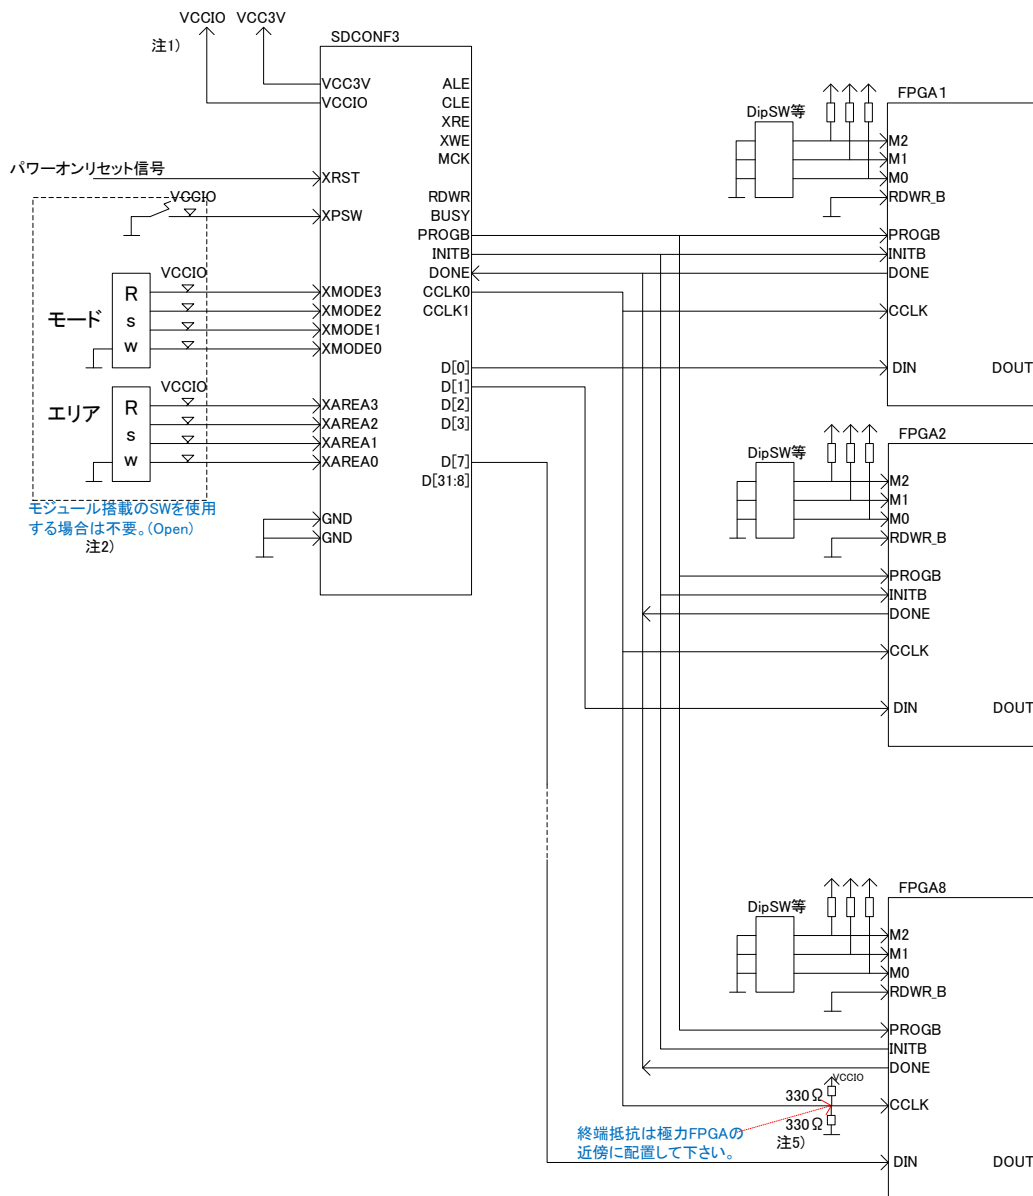 VCCIO VCC3V
注1)
SDCONF3
VCC3V
VCCIO
パワーオンリセット信号
XRST
VCCIO
XPSW
モード
R
s
w
VCCIO
XMODE3
XMODE2
XMODE1
XMODE0
エリア
R
s
w
VCCIO
XAREA3
XAREA2
XAREA1
XAREA0
モジュール搭載のSWを使用
する場合は不要。(Open)
注2)
GND
GND
ALE
CLE
XRE
XWE
MCK
RDWR
BUSY
PROGB
INITB
DONE
CCLK0
CCLK1
D[0]
D[1]
D[2]
D[3]
D[7]
D[31:8]
FPGA1
DipSW等
M2
M1
M0
RDWR_B
PROGB
INITB
DONE
CCLK
DIN DOUT
FPGA2
DipSW等
M2
M1
M0
RDWR_B
PROGB
INITB
DONE
CCLK
DIN DOUT
FPGA8
DipSW等
M2
M1
M0
RDWR_B
PROGB
INITB
DONE
VCCIO
330Ω
CCLK
330Ω
注5)
終端抵抗は極力FPGAの
近傍に配置して下さい。
DIN DOUT